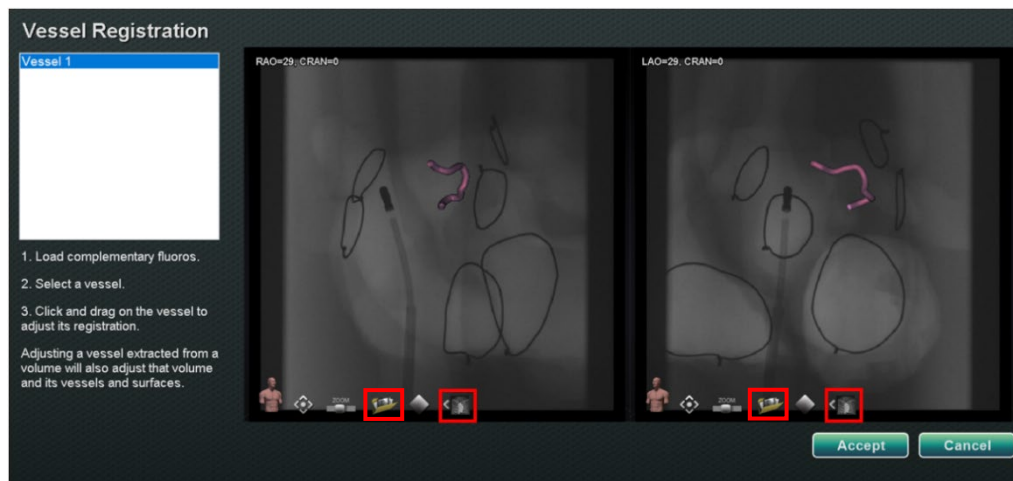 Vessel Registration
Vessel 1
RAO=29, CRAN=0
LAO=29, CRAN=0
1. Load complementary fluoros.
2. Select a vessel.
3. Click and drag on the vessel to
adjust its registration.
Adjusting a vessel extracted from a
volume will also adjust that volume
and its vessels and surfaces.
ZOOM
ZOOM
Accept
Cancel